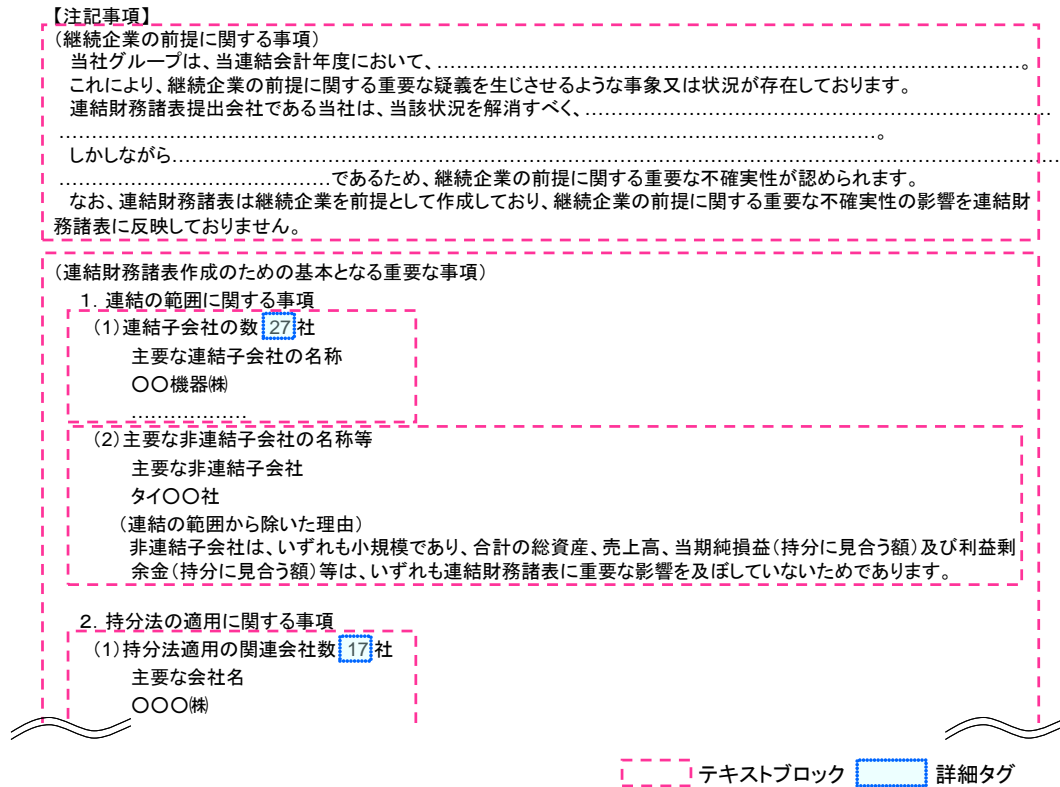 【注記事項】
（継続企業の前提に関する事項）
当社グループは、当連結会計年度において、…………………………………………………………………………………。
これにより、継続企業の前提に関する重要な疑義を生じさせるような事象又は状況が存在しております。
連結財務諸表提出会社である当社は、当該状況を解消すべく、…………………………………………………………………
……………………………………………………………………………………………………………………。
しかしながら………………………………………………………………………………………………………………………………
……………………………………であるため、継続企業の前提に関する重要な不確実性が認められます。
なお、連結財務諸表は継続企業を前提として作成しており、継続企業の前提に関する重要な不確実性の影響を連結財
務諸表に反映しておりません。
（連結財務諸表作成のための基本となる重要な事項）
１．連結の範囲に関する事項
（１）連結子会社の数 27 社
主要な連結子会社の名称
〇〇機器㈱
………………
（２）主要な非連結子会社の名称等
主要な非連結子会社
タイ〇〇社
（連結の範囲から除いた理由）
非連結子会社は、いずれも小規模であり、合計の総資産、売上高、当期純損益（持分に見合う額）及び利益剰
余金（持分に見合う額）等は、いずれも連結財務諸表に重要な影響を及ぼしていないためであります。
２．持分法の適用に関する事項
（１）持分法適用の関連会社数 17 社
主要な会社名
〇〇〇㈱
テキストブロック 詳細タグ